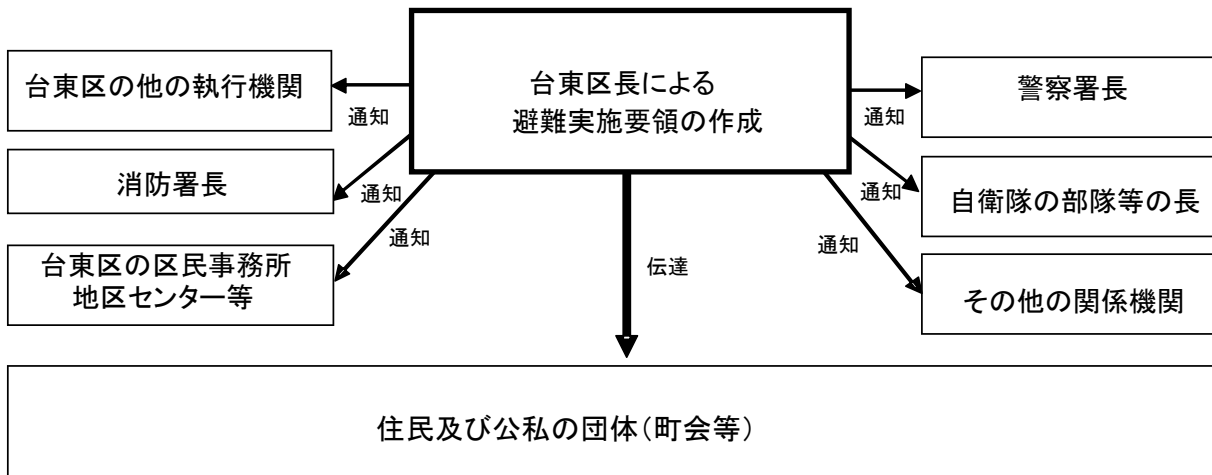 台東区長による
避難実施要領の作成
台東区の他の執行機関
通知
消防署長
通知
台東区の区民事務所
地区センター等
通知
警察署長
通知
自衛隊の部隊等の長
通知
その他の関係機関
通知
伝達
住民及び公私の団体(町会等)